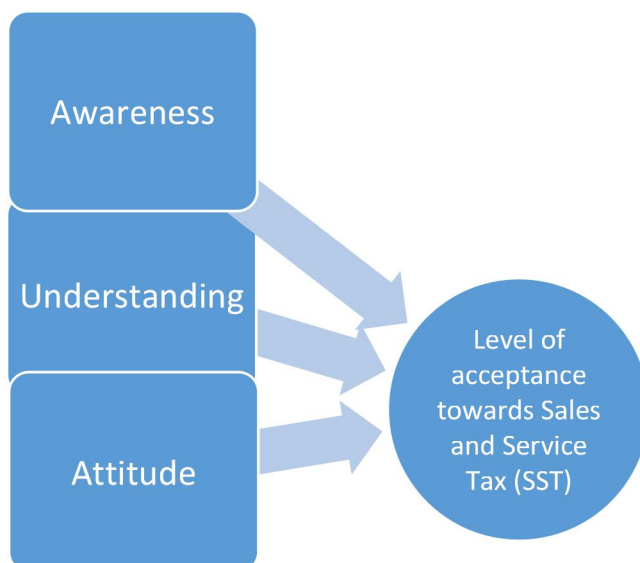 Awareness
Understanding
Attitude
Level of
acceptance
towards Sales
and Service
Tax (SST)